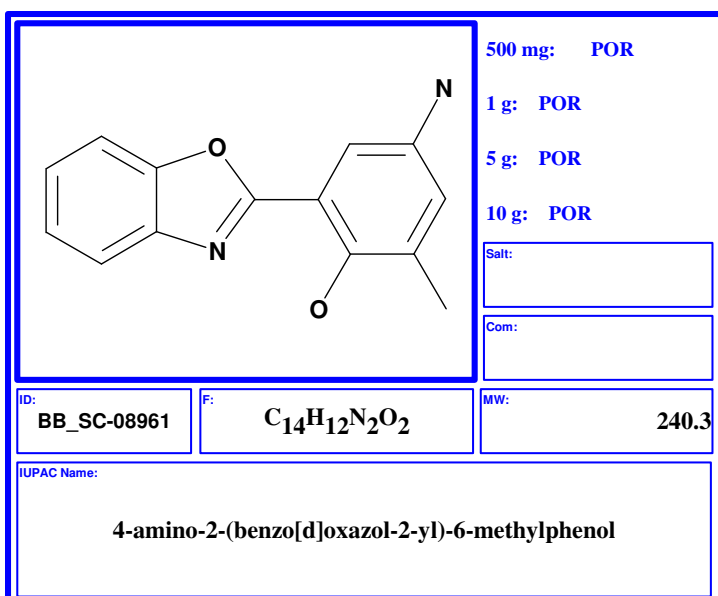 500 mg: POR
1 g: POR
5 g: POR
10 g: POR
N
O
N
O
Salt:
Com:
ID:
BB_SC-08961
F:
C14H12N2O2
MW:
240.3
IUPAC Name:
4-amino-2-(benzo[d]oxazol-2-yl)-6-methylphenol